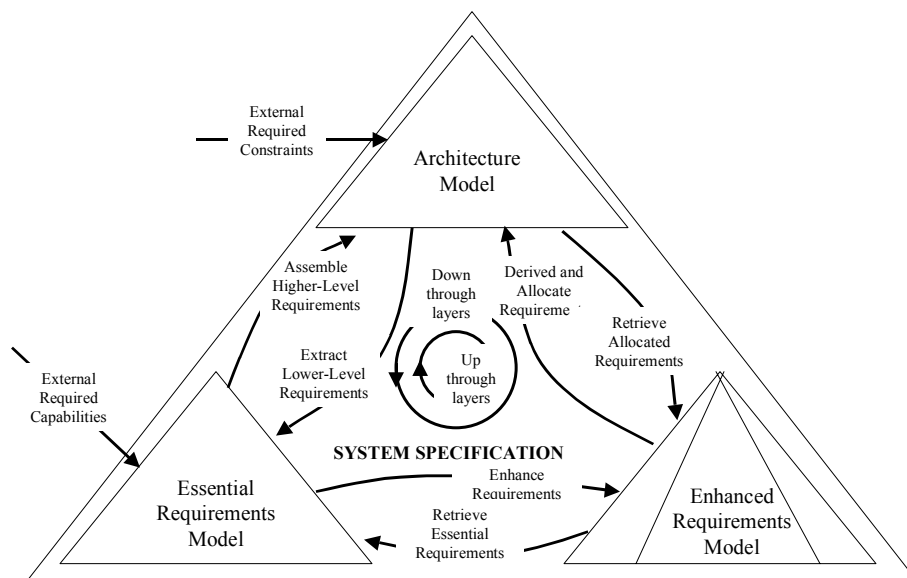 External
Required
Constraints
Architecture
Model
Assemble
Higher-Level
Requirements
Down
through
layers
Derived and
Allocate
Requireme
Retrieve
Allocated
Requirements
Extract
Lower-Level
Requirements
Up
through
layers
External
Required
Capabilities
SYSTEM SPECIFICATION
Enhance
Requirements
Essential
Requirements
Model
Retrieve
Essential
Requirements
Enhanced
Requirements
Model